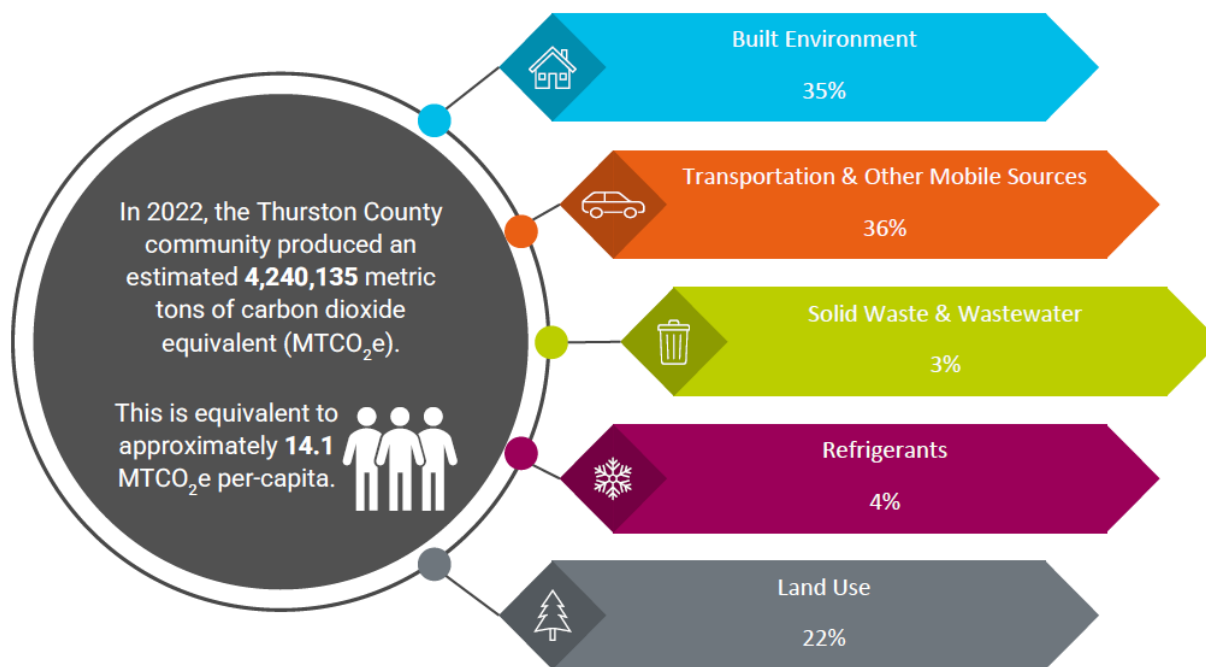 In 2022, the Thurston County
community produced an
estimated 4,240,135 metric
tons of carbon dioxide
equivalent (MTCO₂e).
This is equivalent to
approximately 14.1
MTCO₂e per-capita.
Built Environment
35%
Transportation & Other Mobile Sources
36%
Solid Waste & Wastewater
3%
Refrigerants
4%
Land Use
22%